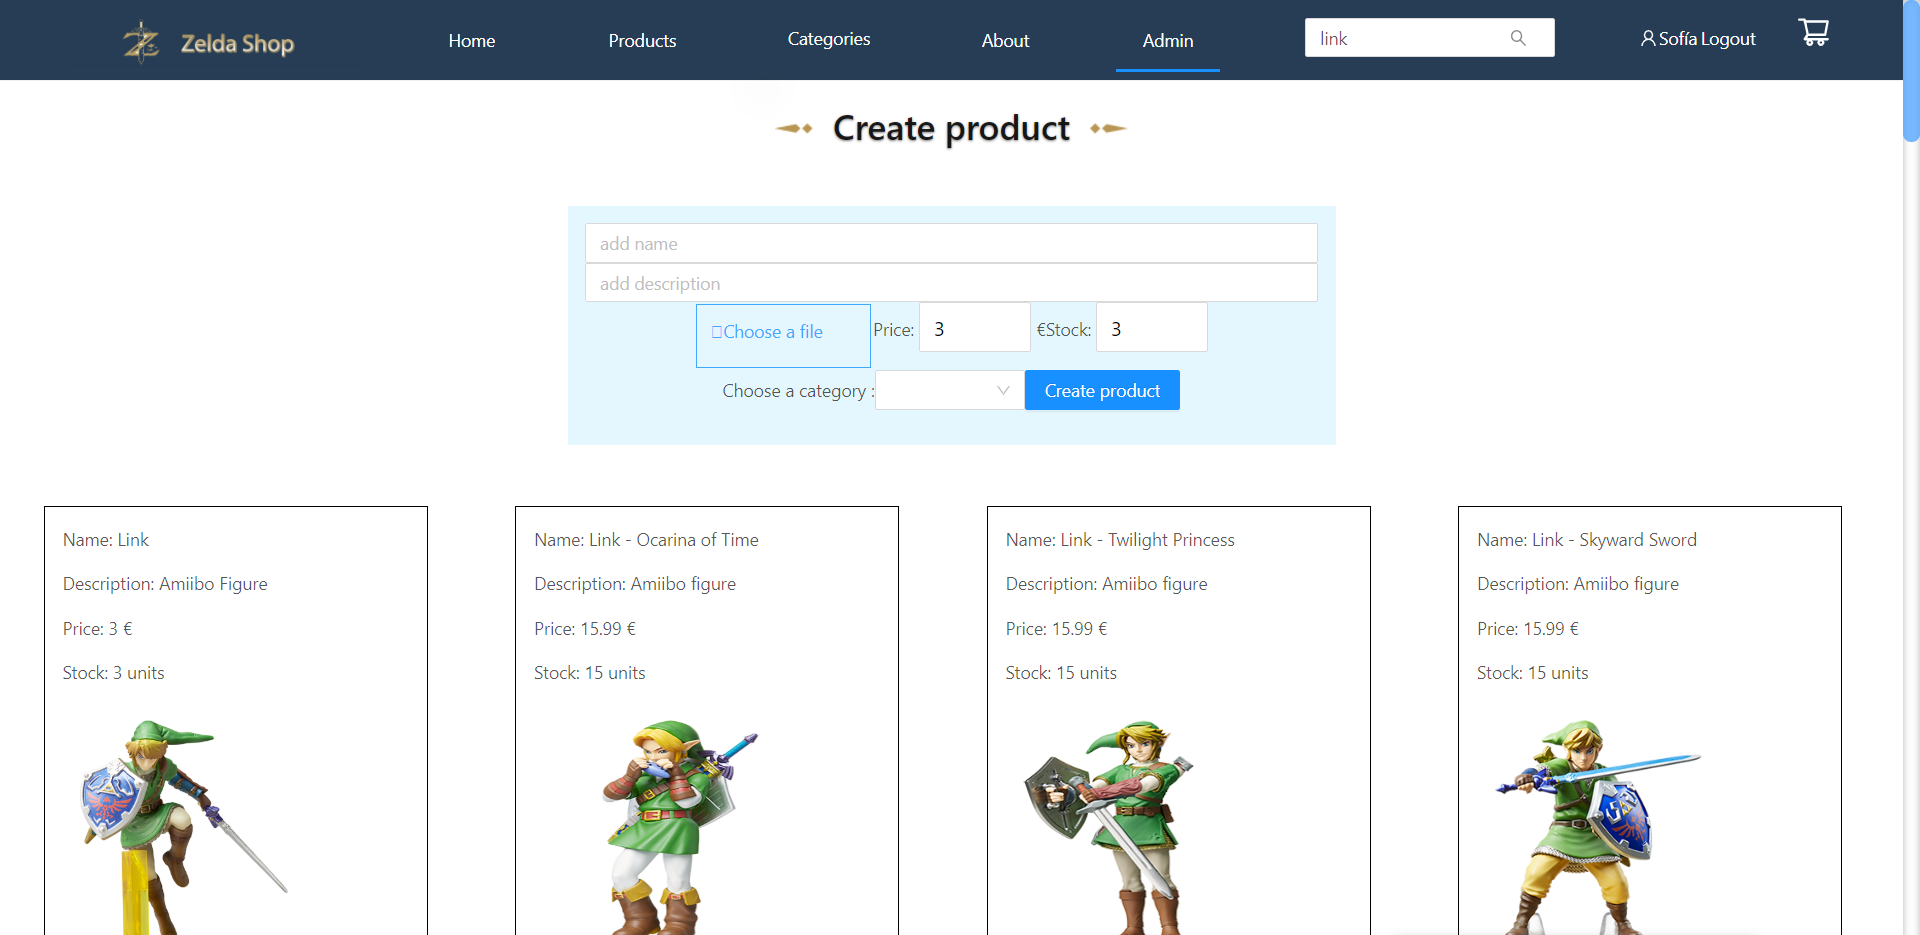 Zelda Shop
Home
Products
Categories
About
Admin
link
Sofía Logout
Create product
add name
add description
Choose a file
Price: 3 €
Stock: 3
Choose a category :
Create product
Name: Link
Description: Amiibo Figure
Price: 3 €
Stock: 3 units
Name: Link - Ocarina of Time
Description: Amiibo figure
Price: 15.99 €
Stock: 15 units
Name: Link - Twilight Princess
Description: Amiibo figure
Price: 15.99 €
Stock: 15 units
Name: Link - Skyward Sword
Description: Amiibo figure
Price: 15.99 €
Stock: 15 units